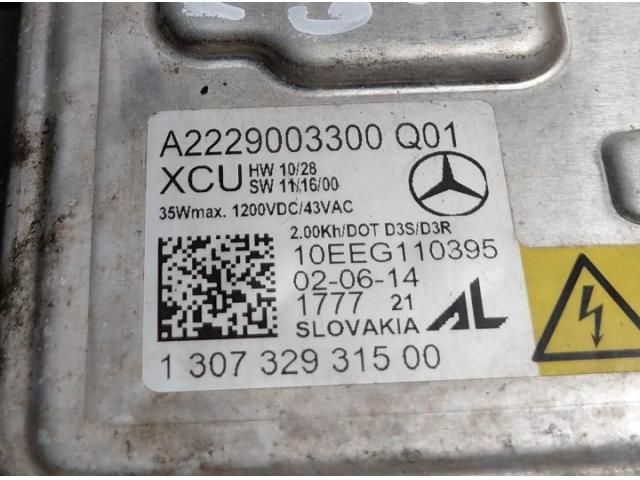 A2229003300 Q01
XCU HW 10/28
SW 11/16/00
35Wmax. 1200VDC/43VAC
2.00Kh/DOT D3S/D3R
10EEG110395
02-06-14
1777 21
SLOVAKIA AL
1 307 329 315 00